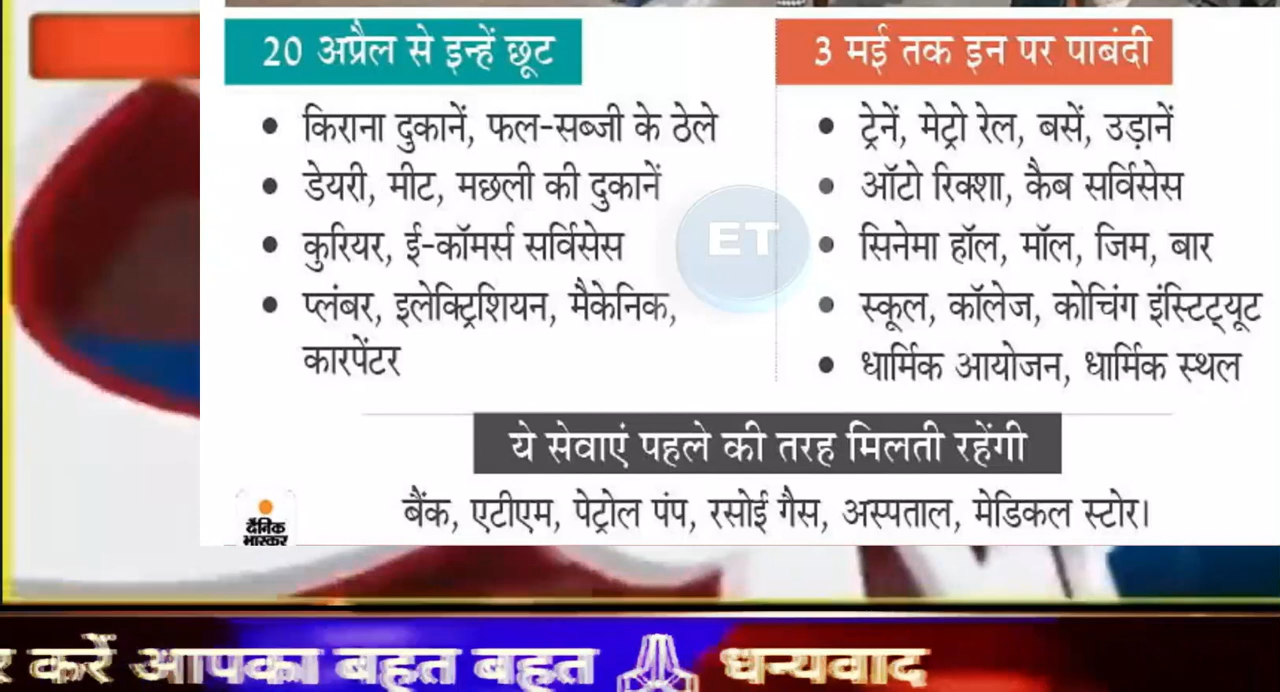 20 अप्रैल से इन्हें छूट
किराना दुकानें, फल-सब्जी के ठेले
डेयरी, मीट, मछली की दुकानें
कुरियर, ई-कॉमर्स सर्विसेस
प्लंबर, इलेक्ट्रिशियन, मैकेनिक,
कारपेंटर
3 मई तक इन पर पाबंदी
ट्रेनें, मेट्रो रेल, बसें, उड़ानें
ऑटो रिक्शा, कैब सर्विसेस
सिनेमा हॉल, मॉल, जिम, बार
स्कूल, कॉलेज, कोचिंग इंस्टिट्यूट
धार्मिक आयोजन, धार्मिक स्थल
ET
ये सेवाएं पहले की तरह मिलती रहेंगी
बैंक, एटीएम, पेट्रोल पंप, रसोई गैस, अस्पताल, मेडिकल स्टोर।
दैनिक
भास्कर
करें आपका बहुत बहुत धन्यवाद